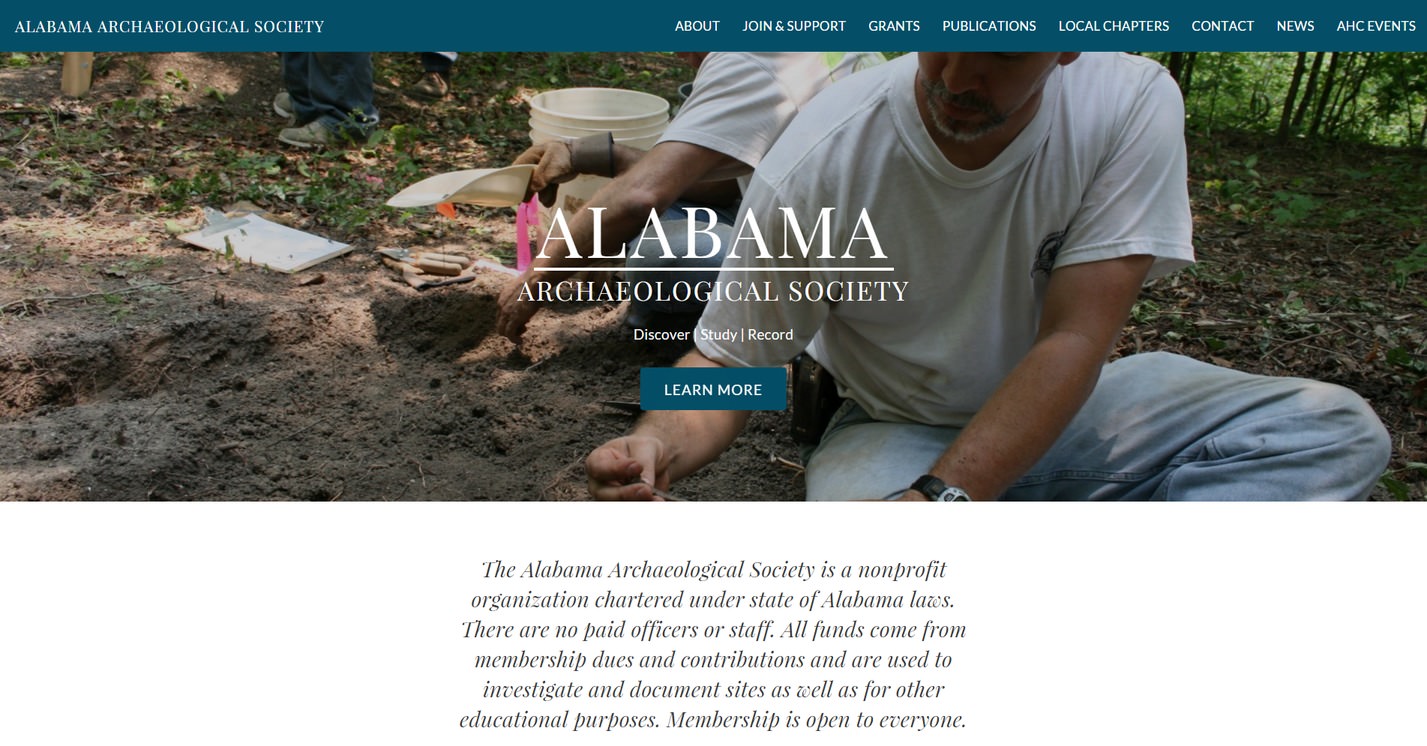 ALABAMA ARCHAEOLOGICAL SOCIETY
ABOUT JOIN & SUPPORT GRANTS PUBLICATIONS LOCAL CHAPTERS CONTACT NEWS AHC EVENTS
ALABAMA
ARCHAEOLOGICAL SOCIETY
Discover | Study | Record
LEARN MORE
The Alabama Archaeological Society is a nonprofit
organization chartered under state of Alabama laws.
There are no paid officers or staff. All funds come from
membership dues and contributions and are used to
investigate and document sites as well as for other
educational purposes. Membership is open to everyone.